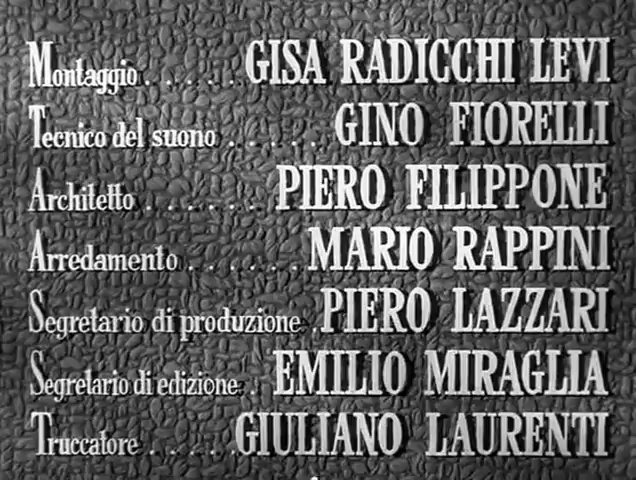 Montaggio . . . . . GISA RADICCHI LEVI
Tecnico del suono . . . . . GINO FIORELLI
Architetto . . . . . . PIERO FILIPPONE
Arredamento . . . . . . MARIO RAPPINI
Segretario di produzione . PIERO LAZZARI
Segretario di edizione . EMILIO MIRAGLIA
Truccatore . . . . . GIULIANO LAURENTI